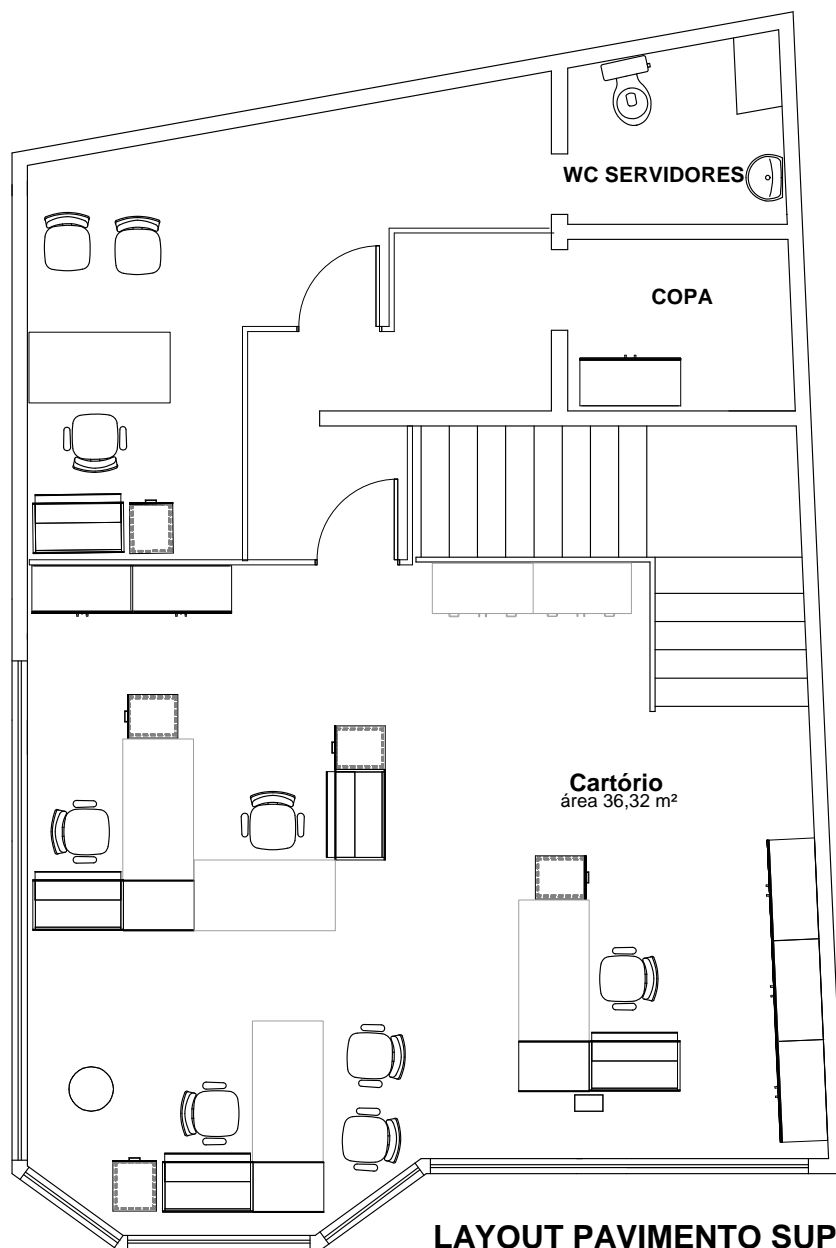 WC SERVIDORES
COPA
Cartório
área 36,32 m²
LAYOUT PAVIMENTO SUP